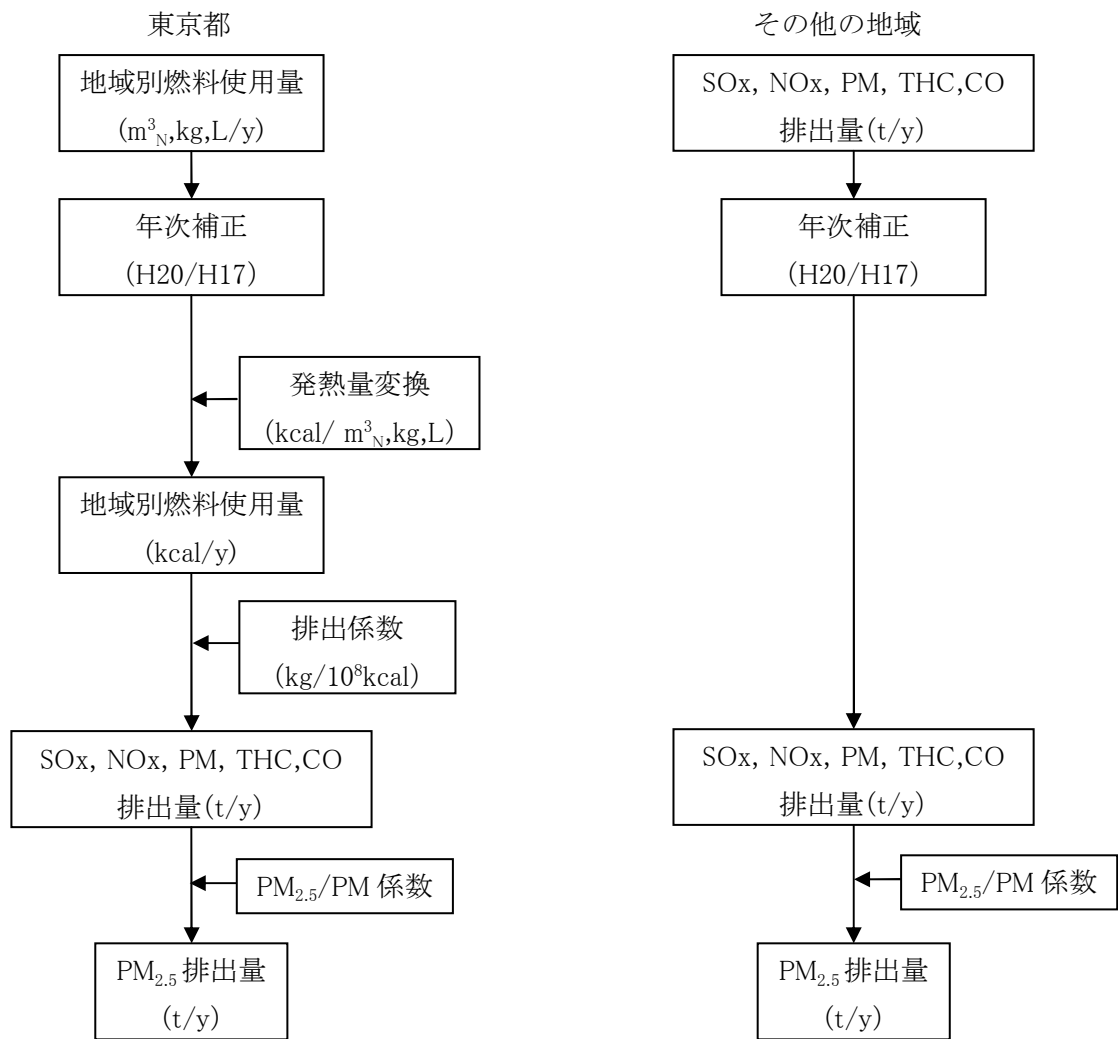 東京都
地域別燃料使用量
(m³N,kg,L/y)
年次補正
(H20/H17)
発熱量変換
(kcal/ m³N,kg,L)
地域別燃料使用量
(kcal/y)
排出係数
(kg/10⁸kcal)
SOx, NOx, PM, THC,CO
排出量(t/y)
PM₂.₅/PM 係数
PM₂.₅排出量
(t/y)
その他の地域
SOx, NOx, PM, THC,CO
排出量(t/y)
年次補正
(H20/H17)
SOx, NOx, PM, THC,CO
排出量(t/y)
PM₂.₅/PM 係数
PM₂.₅排出量
(t/y)